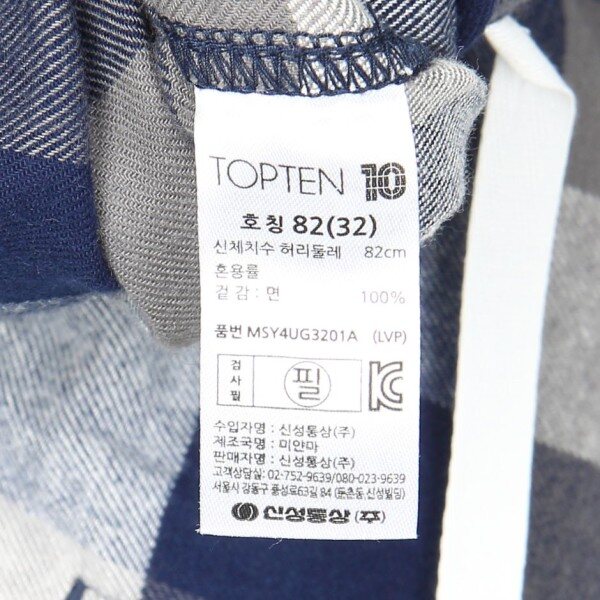 TOPTEN 10
호칭 82(32)
신체치수 허리둘레 82cm
혼용률
겉감 : 면 100%
품번 MSY4UG3201A (LVP)
검사필 필 KC
수입자명 : 신성통상(주)
제조국명 : 미얀마
판매자명 : 신성통상(주)
고객상담실: 02-752-9639/080-023-9639
서울시 강동구 풍성로63길 84 (둔촌동,신성빌딩)
신성통상 (주)